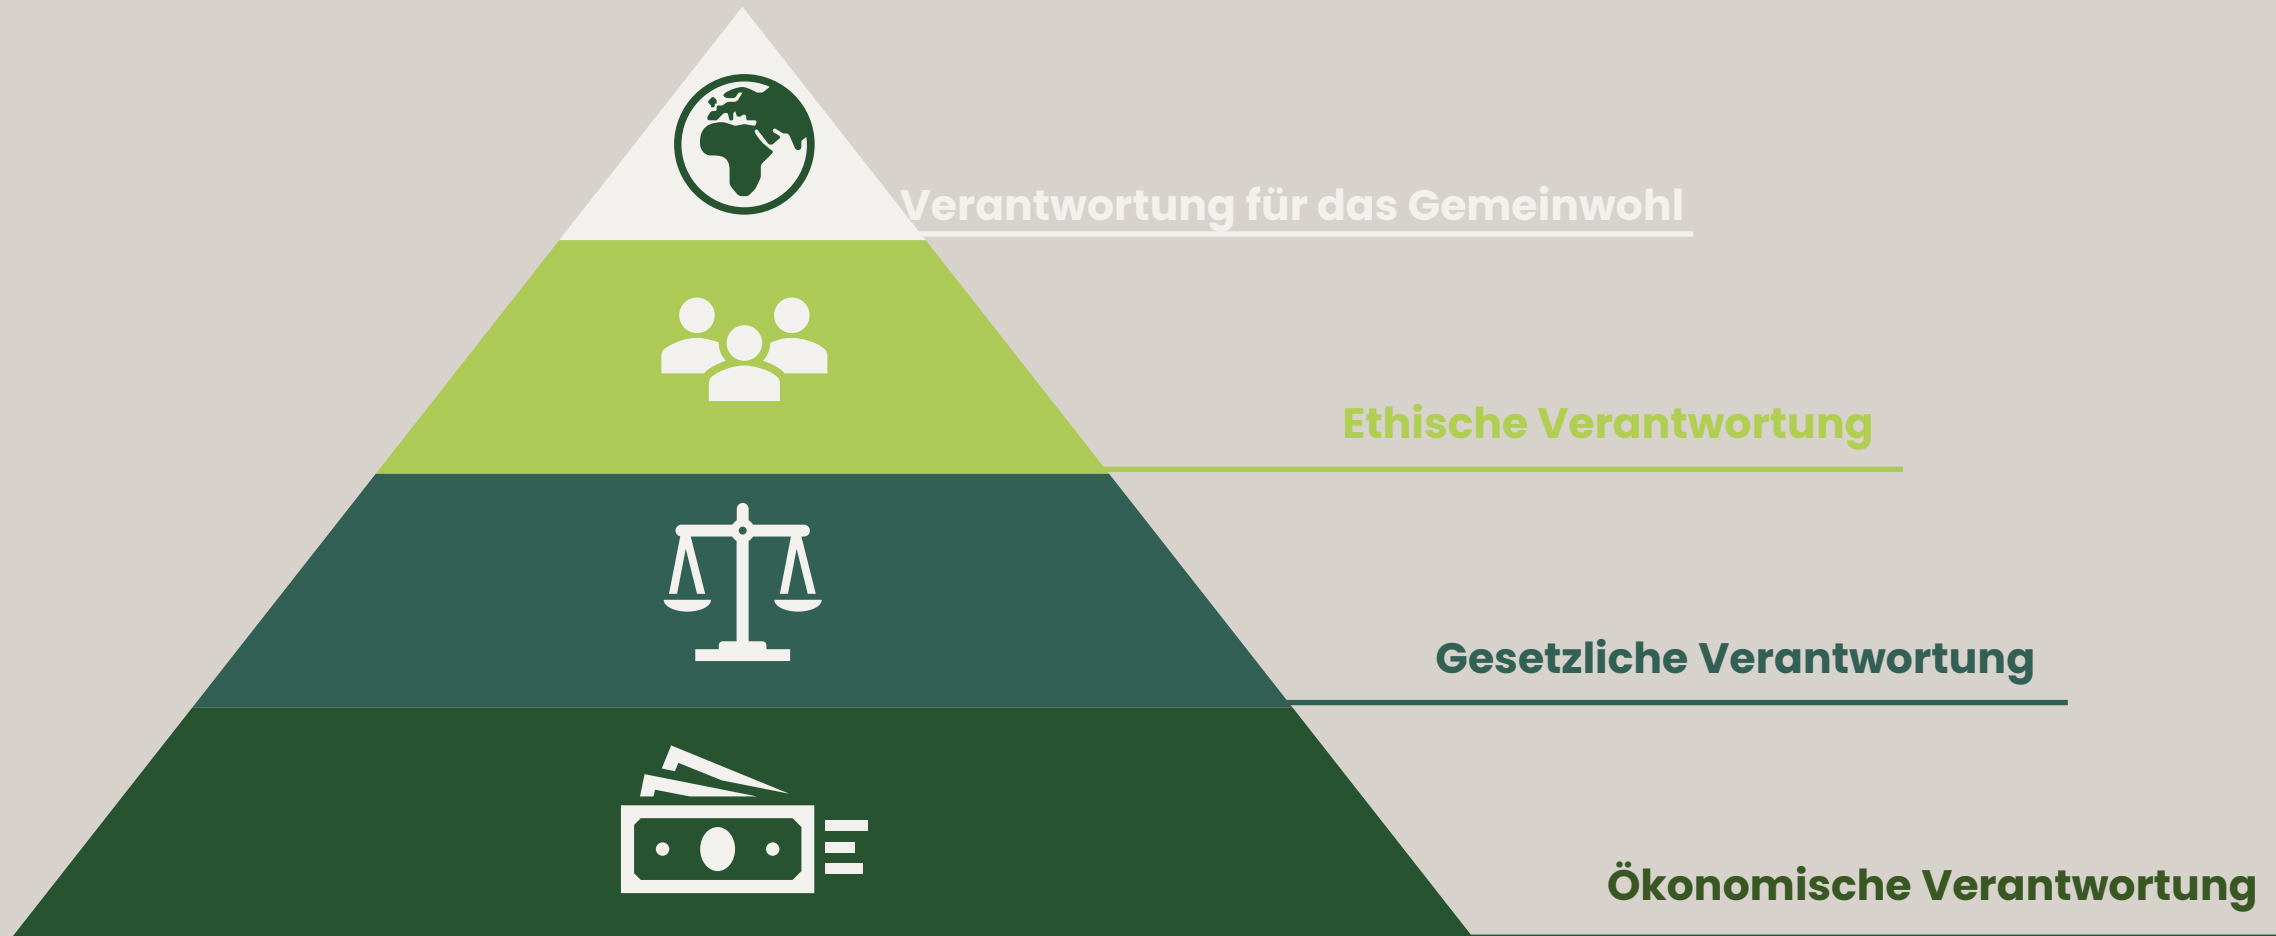 Verantwortung für das Gemeinwohl
Ethische Verantwortung
Gesetzliche Verantwortung
Ökonomische Verantwortung